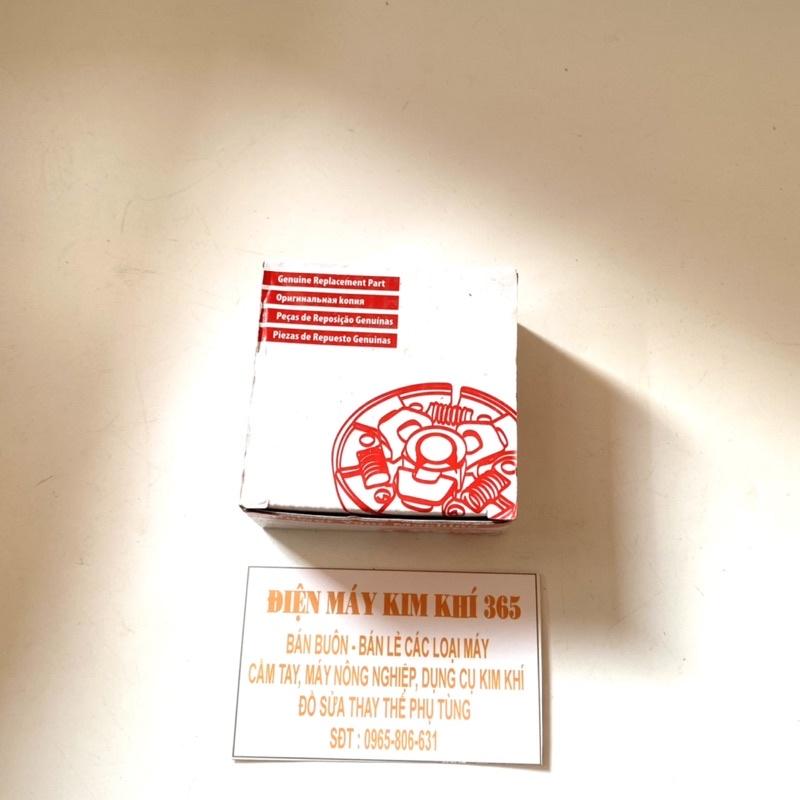 Genuine Replacement Part
Оригинальная копия
Peças de Reposição Genuínas
Piezas de Repuesto Genuinas
ĐIỆN MÁY KIM KHÍ 365
BÁN BUÔN - BÁN LẺ CÁC LOẠI MÁY
CẦM TAY, MÁY NÔNG NGHIỆP, DỤNG CỤ KIM KHÍ
ĐỒ SỬA THAY THẾ PHỤ TÙNG
SĐT : 0965-806-631